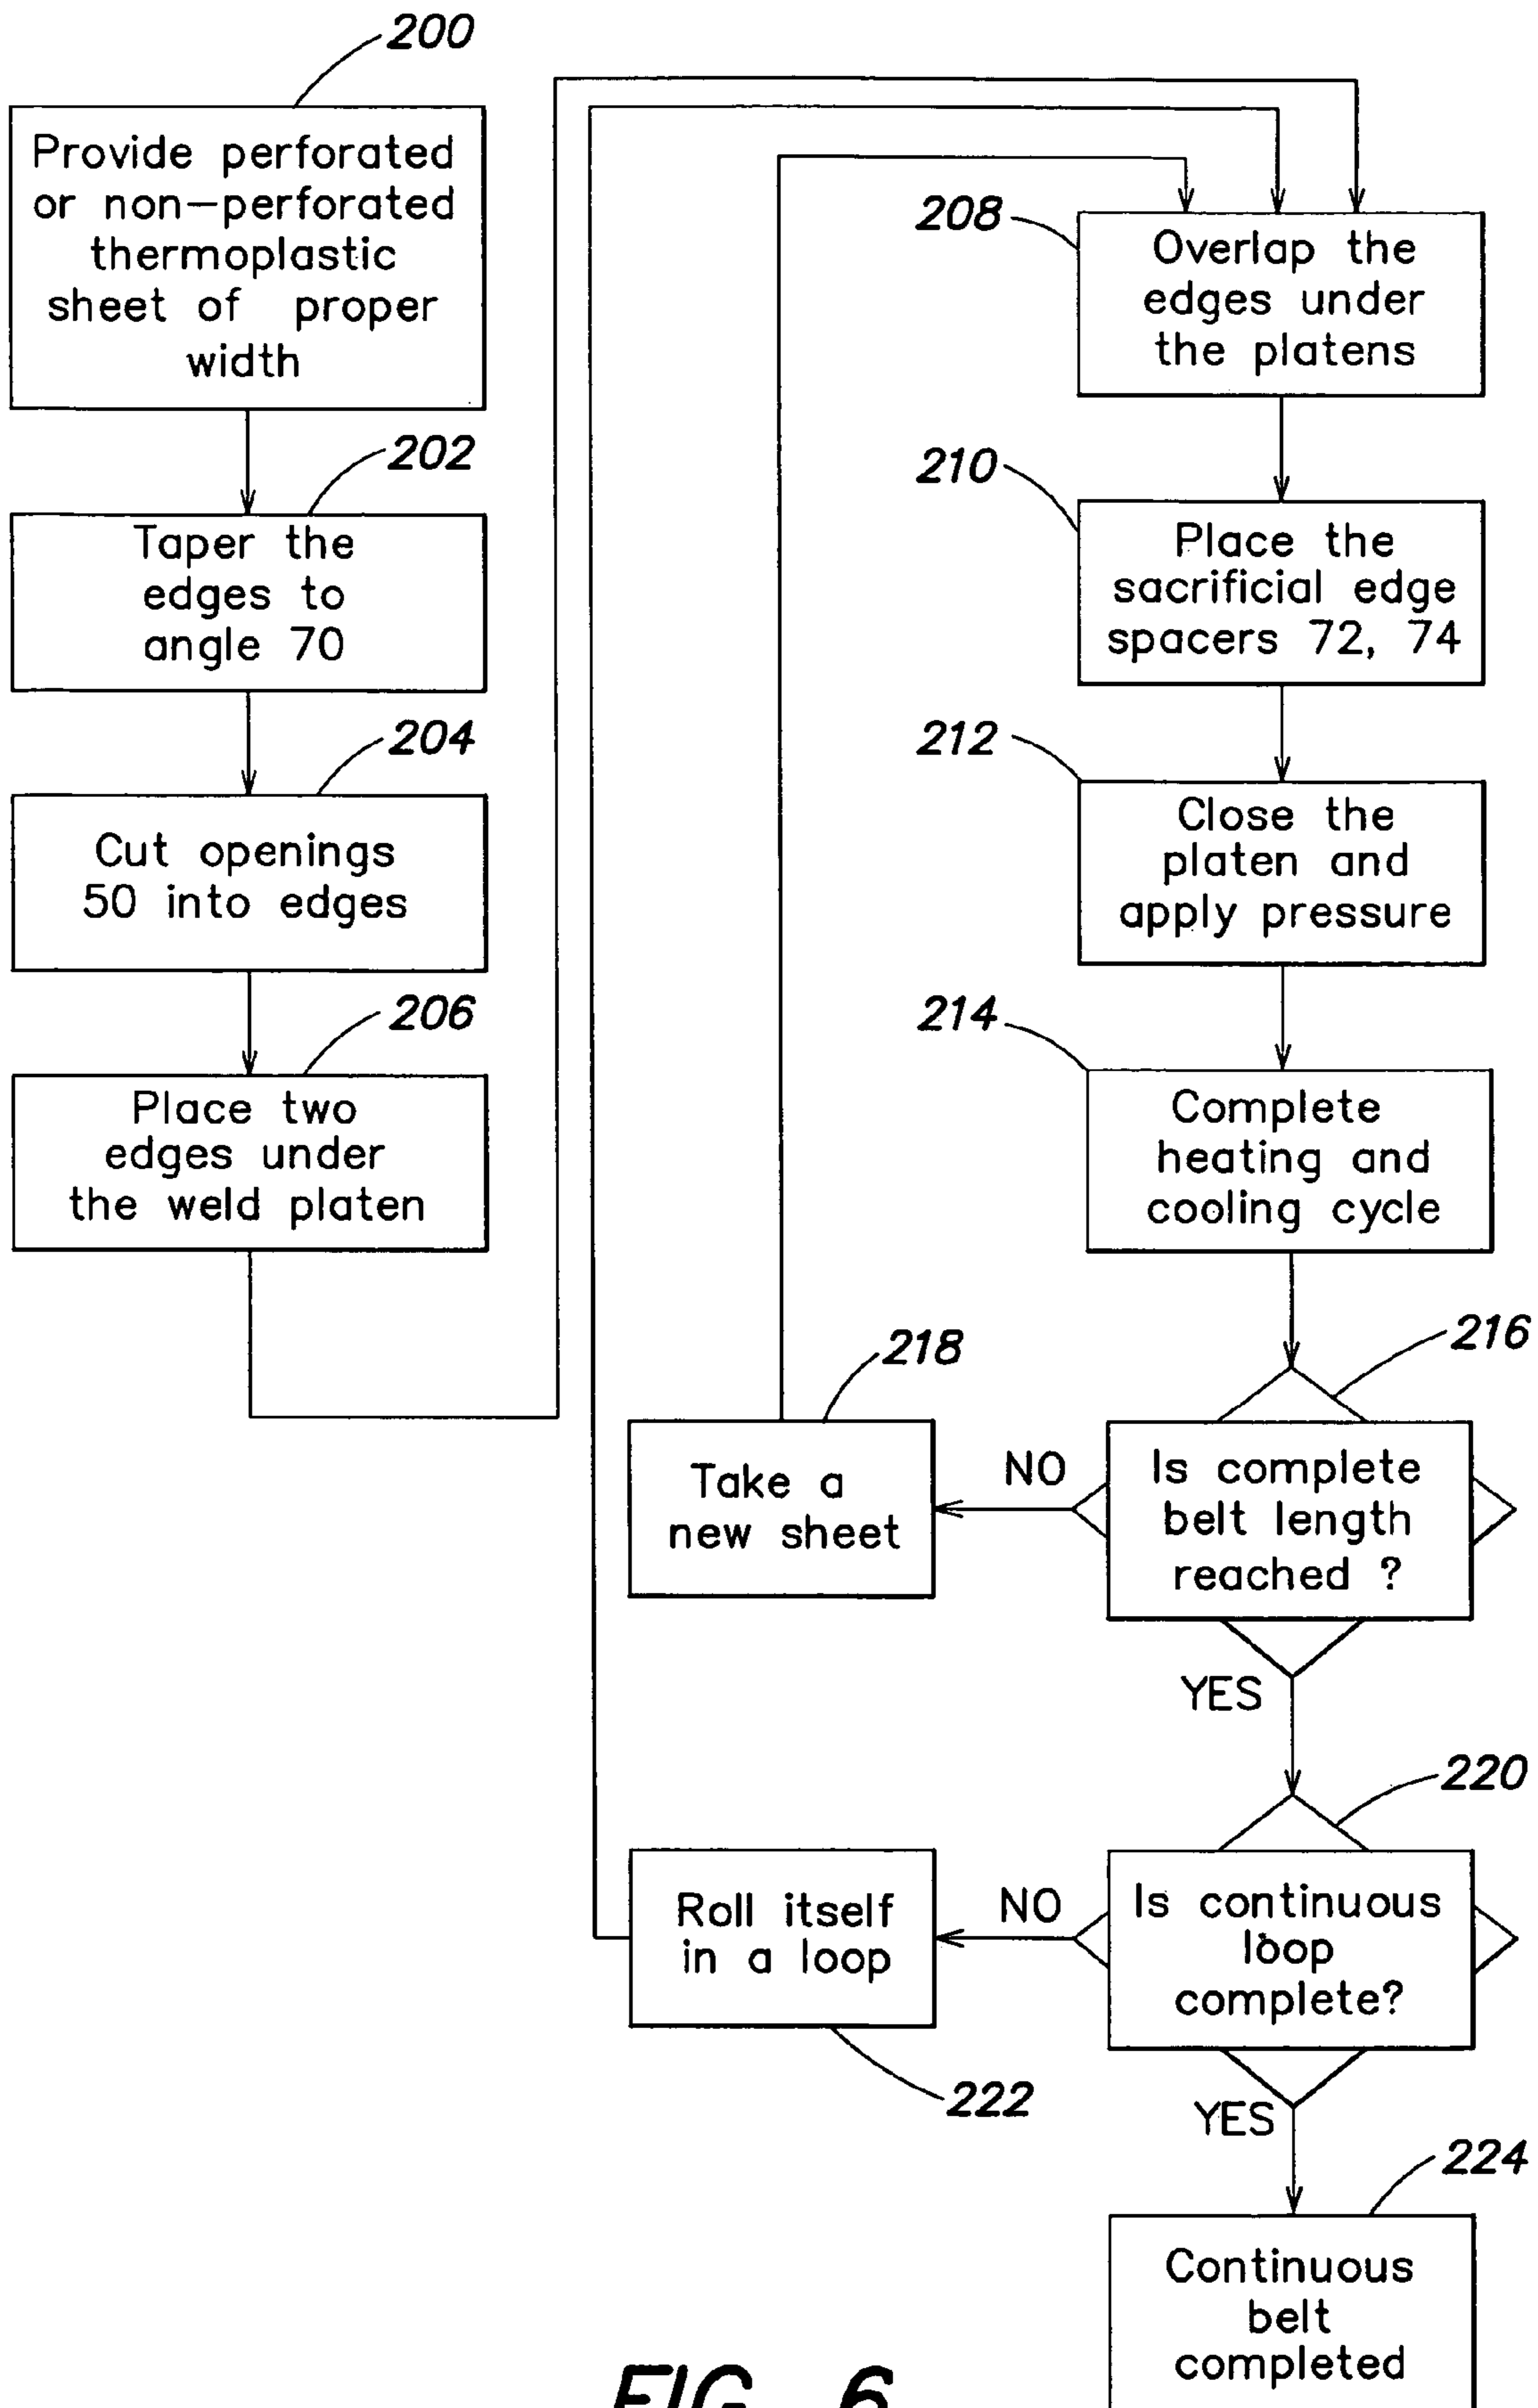 200
Provide perforated
or non-perforated
thermoplastic
sheet of proper
width
202
Taper the
edges to
angle 70
204
Cut openings
50 into edges
206
Place two
edges under
the weld platen
208
Overlap the
edges under
the platens
210
Place the
sacrificial edge
spacers 72, 74
212
Close the
platen and
apply pressure
214
Complete
heating and
cooling cycle
216
Is complete
belt length
reached ?
NO
218
Take a
new sheet
YES
220
Is continuous
loop
complete?
NO
Roll itself
in a loop
222
YES
224
Continuous
belt
completed
FIG. 6